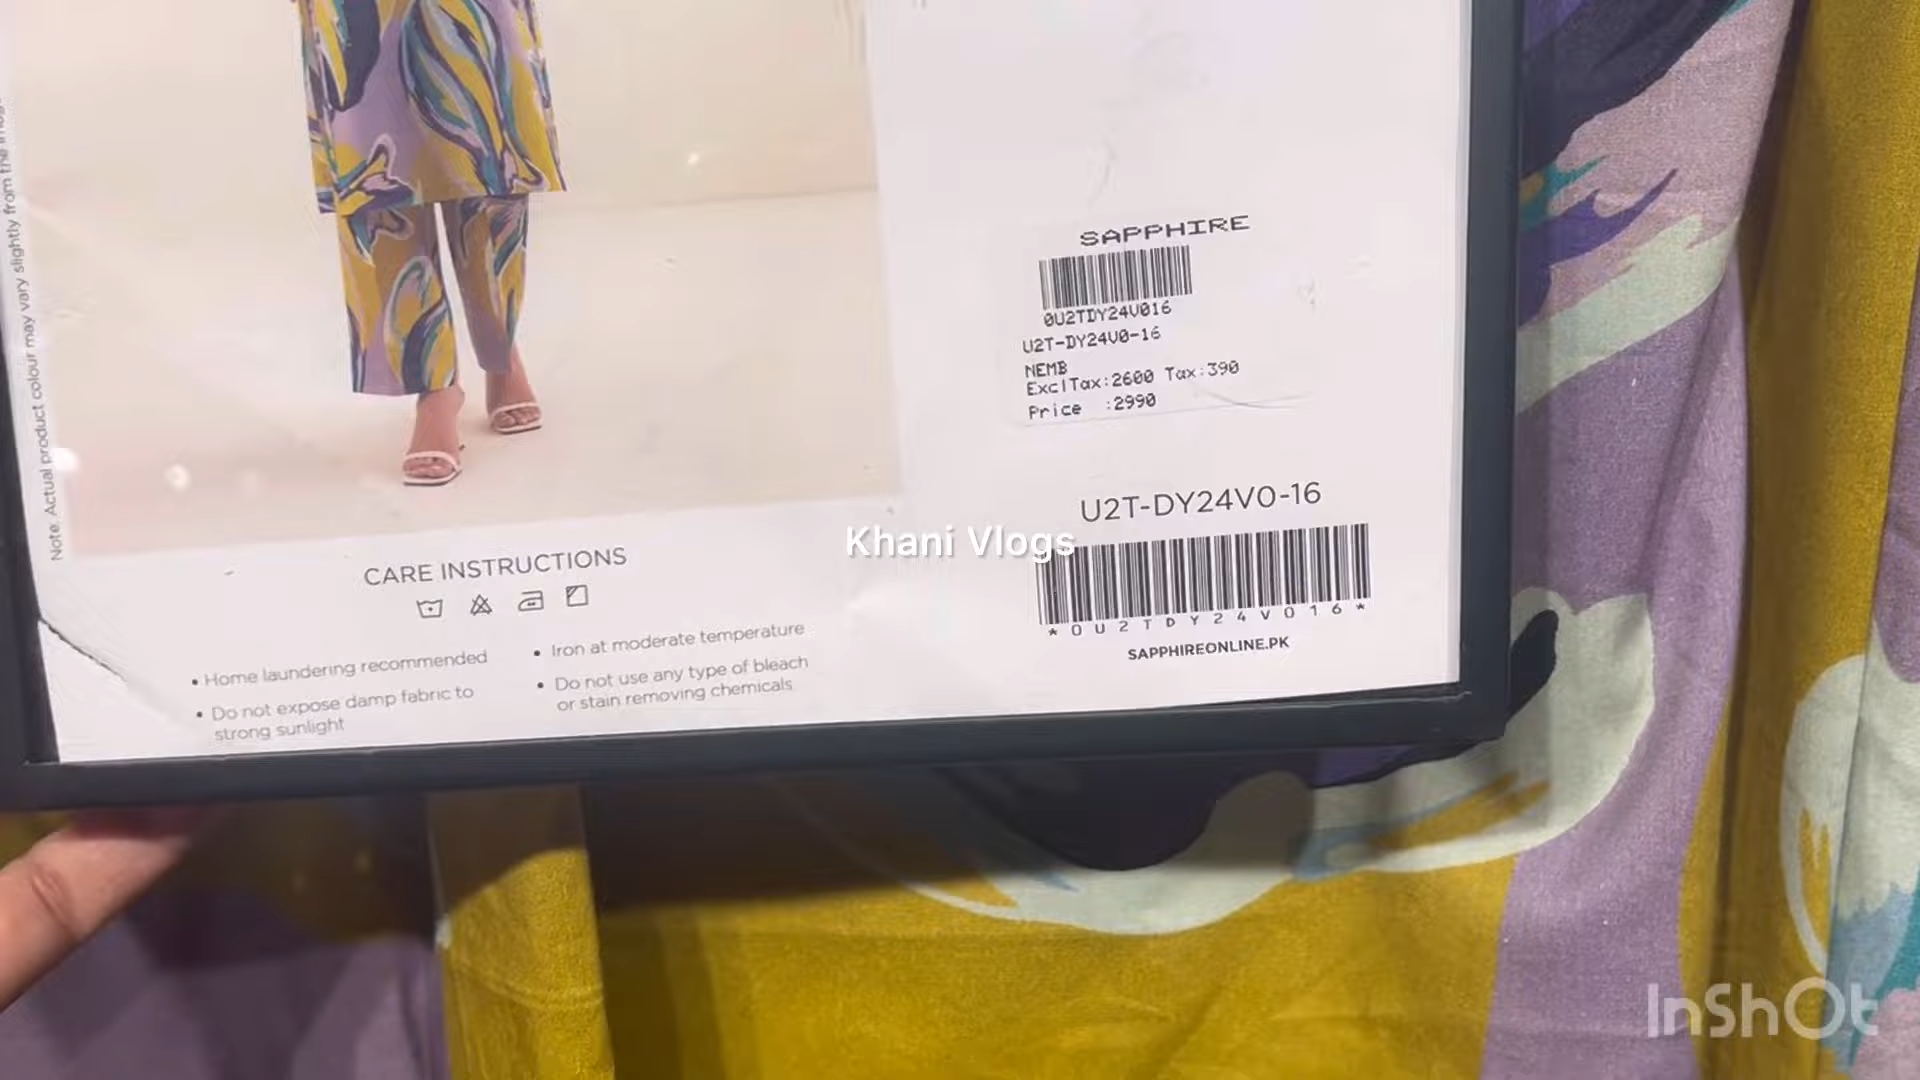 Note: Actual product colour may vary slightly from the
SAPPHIRE
0U2TDY24V016
U2T-DY24V0-16
NEMB
ExclTax:2600 Tax:390
Price :2990
U2T-DY24V0-16
*0U2TDY24V016*
SAPPHIREONLINE.PK
Khani Vlogs
CARE INSTRUCTIONS
• Home laundering recommended
• Do not expose damp fabric to
strong sunlight
• Iron at moderate temperature
• Do not use any type of bleach
or stain removing chemicals
InShOt